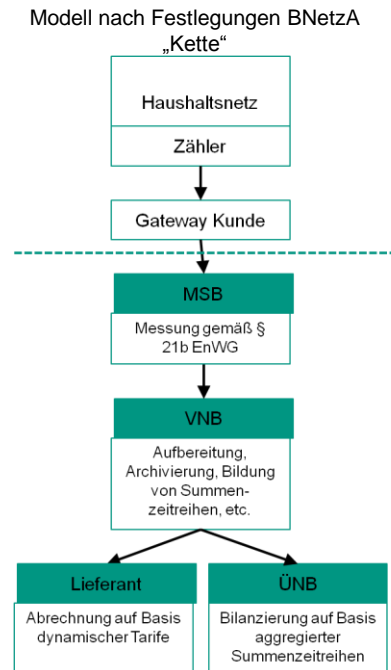 Modell nach Festlegungen BNetzA
„Kette“
Haushaltsnetz
Zähler
Gateway Kunde
MSB
Messung gemäß §
21b EnWG
VNB
Aufbereitung,
Archivierung, Bildung
von Summen-
zeitreihen, etc.
Lieferant
Abrechnung auf Basis
dynamischer Tarife
ÜNB
Bilanzierung auf Basis
aggregierter
Summenzeitreihen